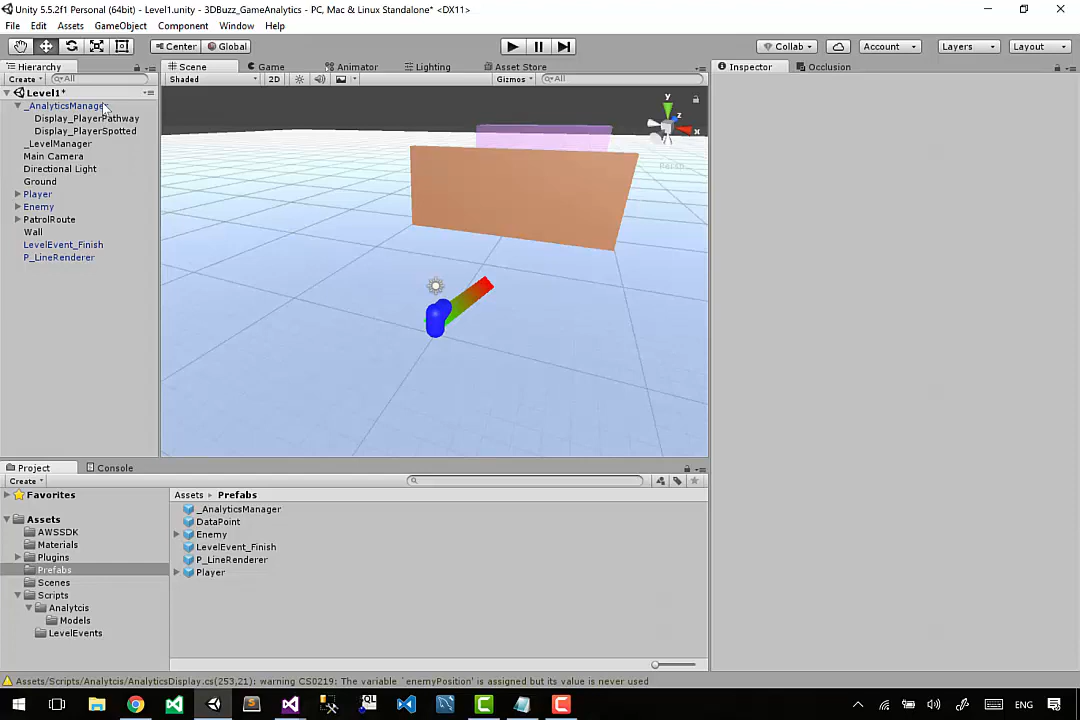 Unity 5.5.2f1 Personal (64bit) - Level1.unity - 3DBuzz_GameAnalytics - PC, Mac & Linux Standalone* <DX11>
File Edit Assets GameObject Component Window Help
Center Global Collab Account Layers Layout
Hierarchy Scene Game Animator Lighting Asset Store Inspector Occlusion
Create All Shaded 2D Gizmos All
Level1*
_AnalyticsManager
Display_PlayerPathway
Display_PlayerSpotted
_LevelManager
Main Camera
Directional Light
Ground
Player
Enemy
PatrolRoute
Wall
LevelEvent_Finish
P_LineRenderer
y
z
x
Persp
Project Console
Create
Favorites
Assets
AWSSDK
Materials
Plugins
Prefabs
Scenes
Scripts
Analytcis
Models
LevelEvents
Assets Prefabs
_AnalyticsManager
DataPoint
Enemy
LevelEvent_Finish
P_LineRenderer
Player
Assets/Scripts/Analytcis/AnalyticsDisplay.cs(253,21): warning CS0219: The variable `enemyPosition' is assigned but its value is never used
ENG